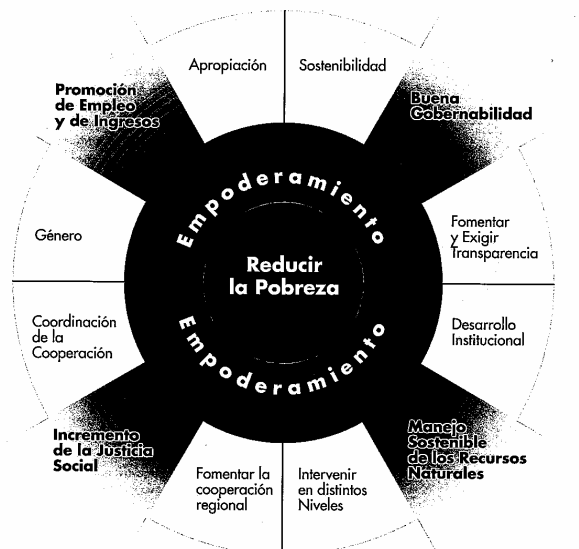 Apropiación
Sostenibilidad
Promoción
de Empleo
y de Ingresos
Buena
Gobernabilidad
Empoderamiento
Género
Fomentar
y Exigir
Transparencia
Reducir
la Pobreza
Coordinación
de la
Cooperación
Desarrollo
Institucional
Empoderamiento
Incremento
de la Justicia
Social
Manejo
Sostenible
de los Recursos
Naturales
Fomentar la
cooperación
regional
Intervenir
en distintos
Niveles